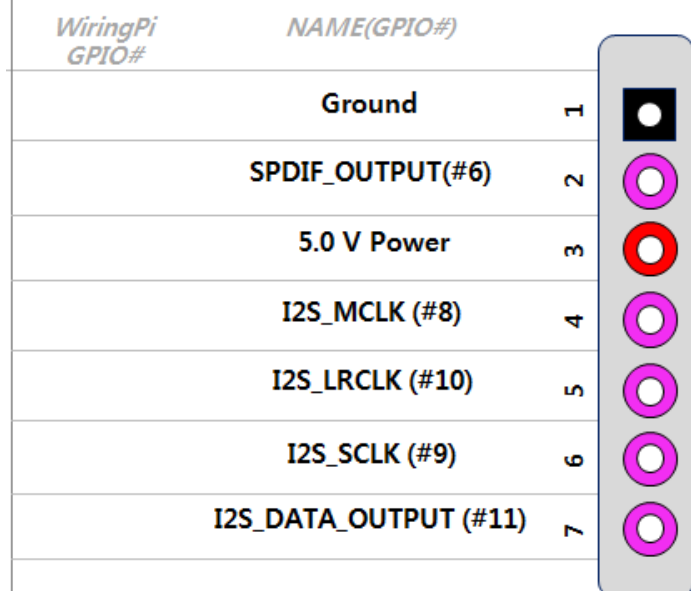 WiringPi NAME(GPIO#)
GPIO#
Ground 1
SPDIF_OUTPUT(#6) 2
5.0 V Power 3
I2S_MCLK (#8) 4
I2S_LRCLK (#10) 5
I2S_SCLK (#9) 6
I2S_DATA_OUTPUT (#11) 7